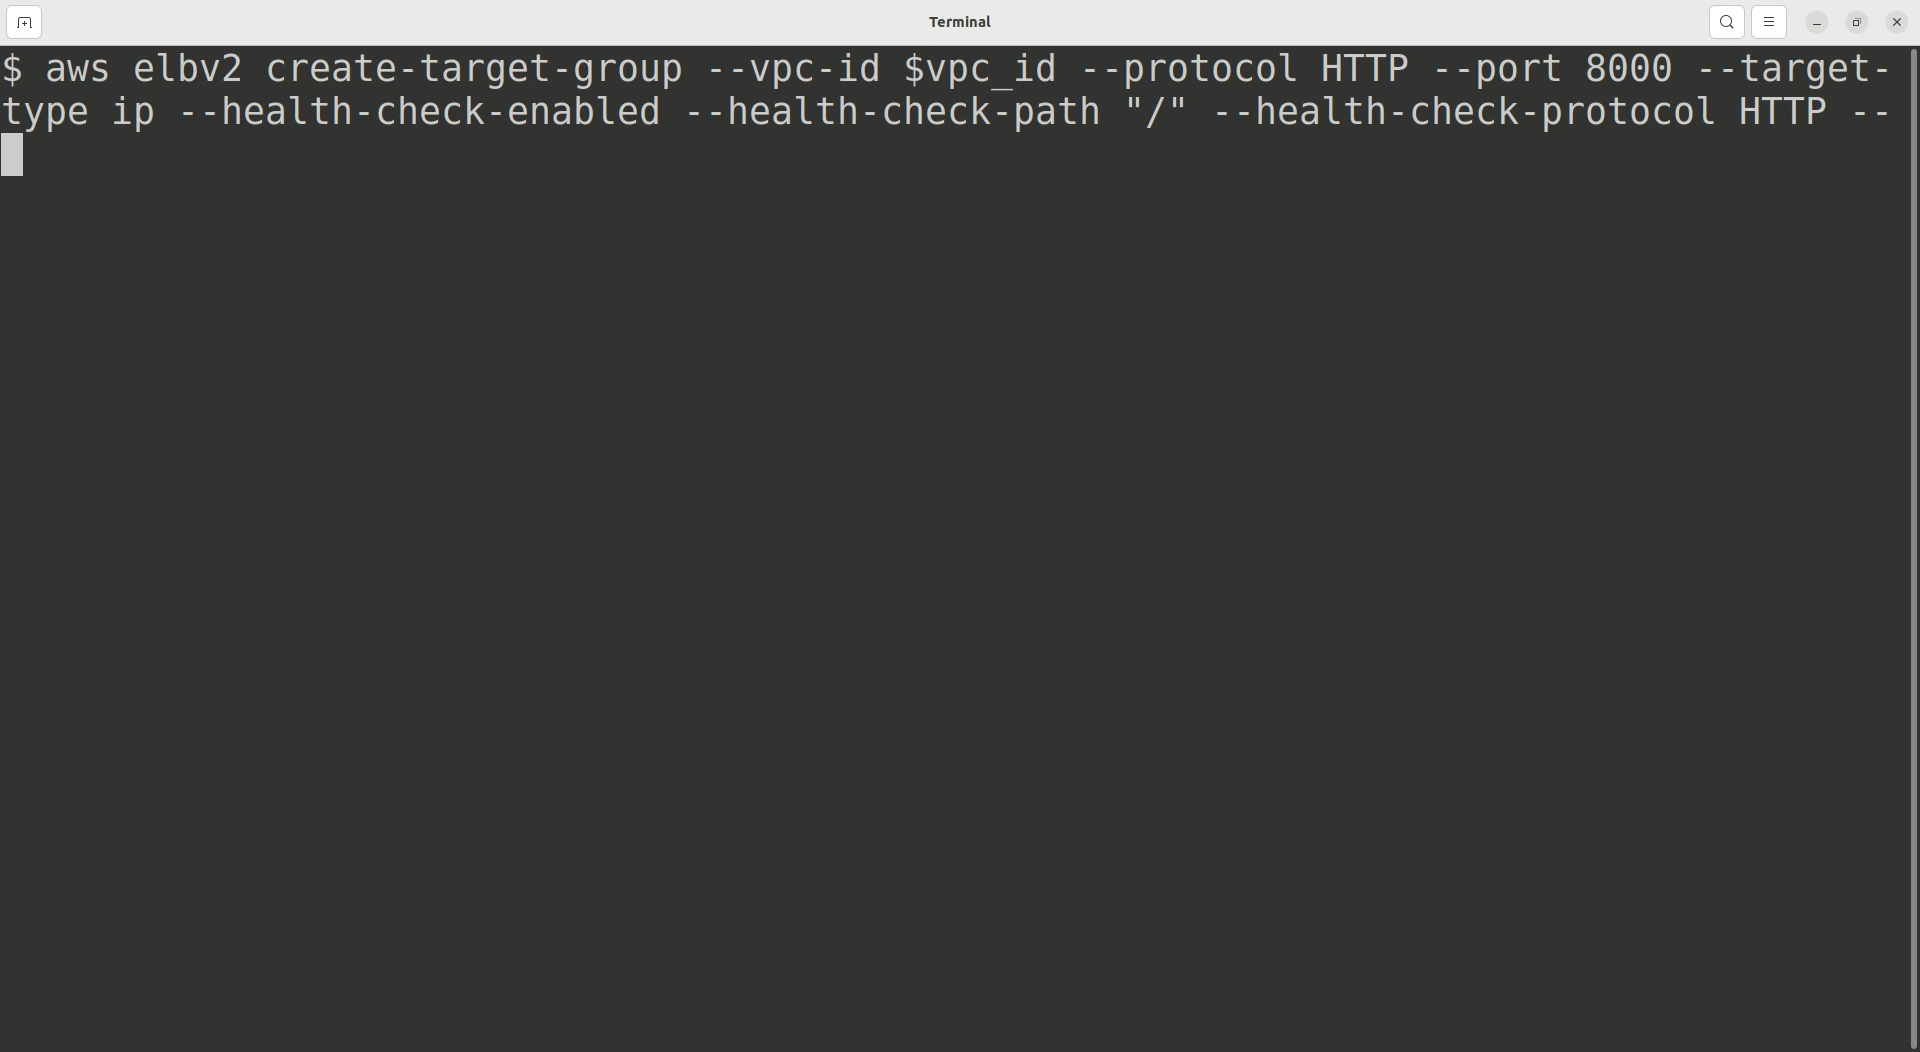 Terminal
$ aws elbv2 create-target-group --vpc-id $vpc_id --protocol HTTP --port 8000 --target-
type ip --health-check-enabled --health-check-path "/" --health-check-protocol HTTP --